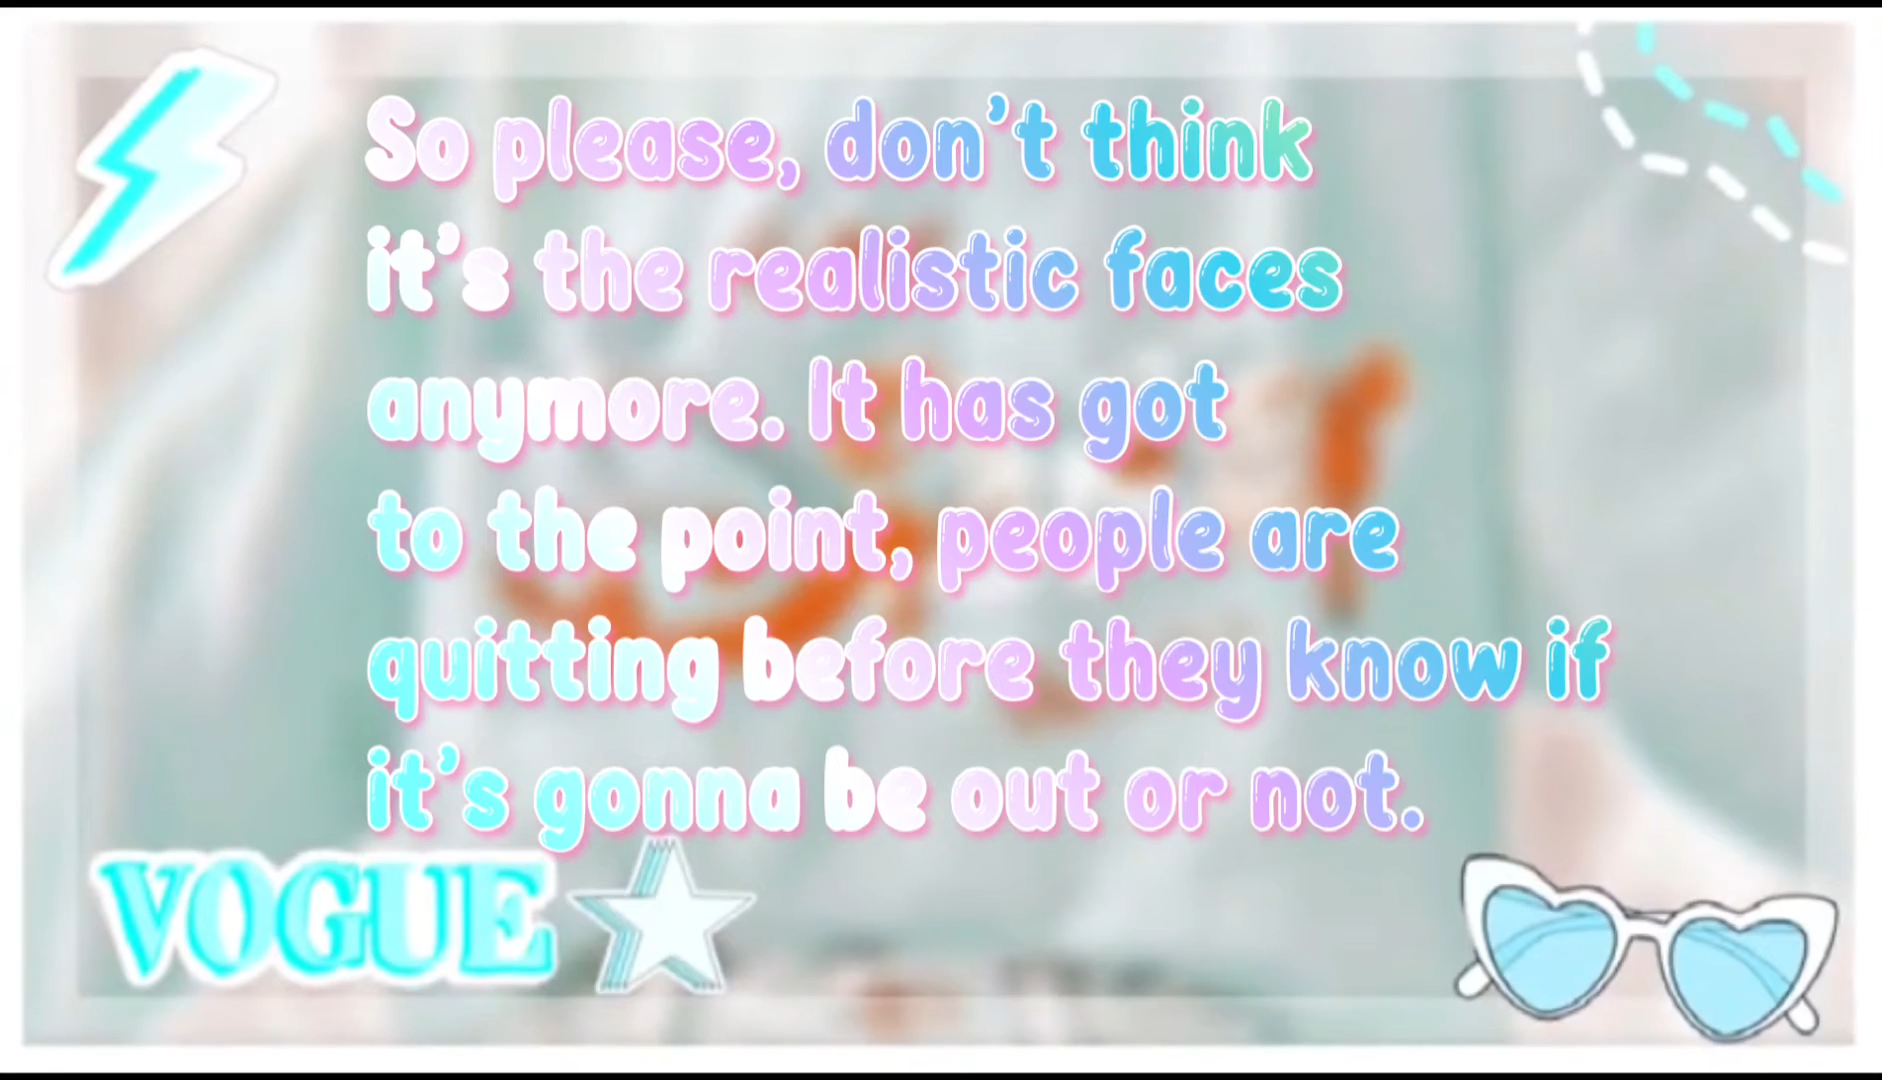 So please, don't think
it's the realistic faces
anymore. It has got
to the point, people are
quitting before they know if
it's gonna be out or not.
VOGUE